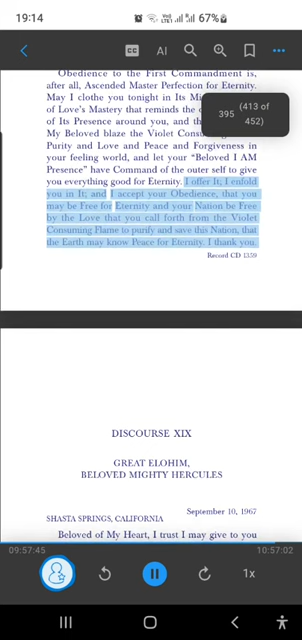 19:14
67%
CC AI
Obedience to the First Commandment is,
after all, Ascended Master Perfection for Eternity.
May I clothe you tonight in Its Mi
of Love's Mastery that reminds the
of Its Presence around you, and th
My Beloved blaze the Violet Consu
Purity and Love and Peace and Forgiveness in
your feeling world, and let your “Beloved I AM
Presence” have Command of the outer self to give
you everything good for Eternity. I offer It, I enfold
you in It; and I accept your Obedience, that you
may be Free for Eternity and your Nation be Free
by the Love that you call forth from the Violet
Consuming Flame to purify and save this Nation, that
the Earth may know Peace for Eternity. I thank you.
395 (413 of
452)
Record CD 1359
DISCOURSE XIX
GREAT ELOHIM,
BELOVED MIGHTY HERCULES
September 10, 1967
SHASTA SPRINGS, CALIFORNIA
Beloved of My Heart, I trust I may give to you
09:57:45 10:57:02
1x